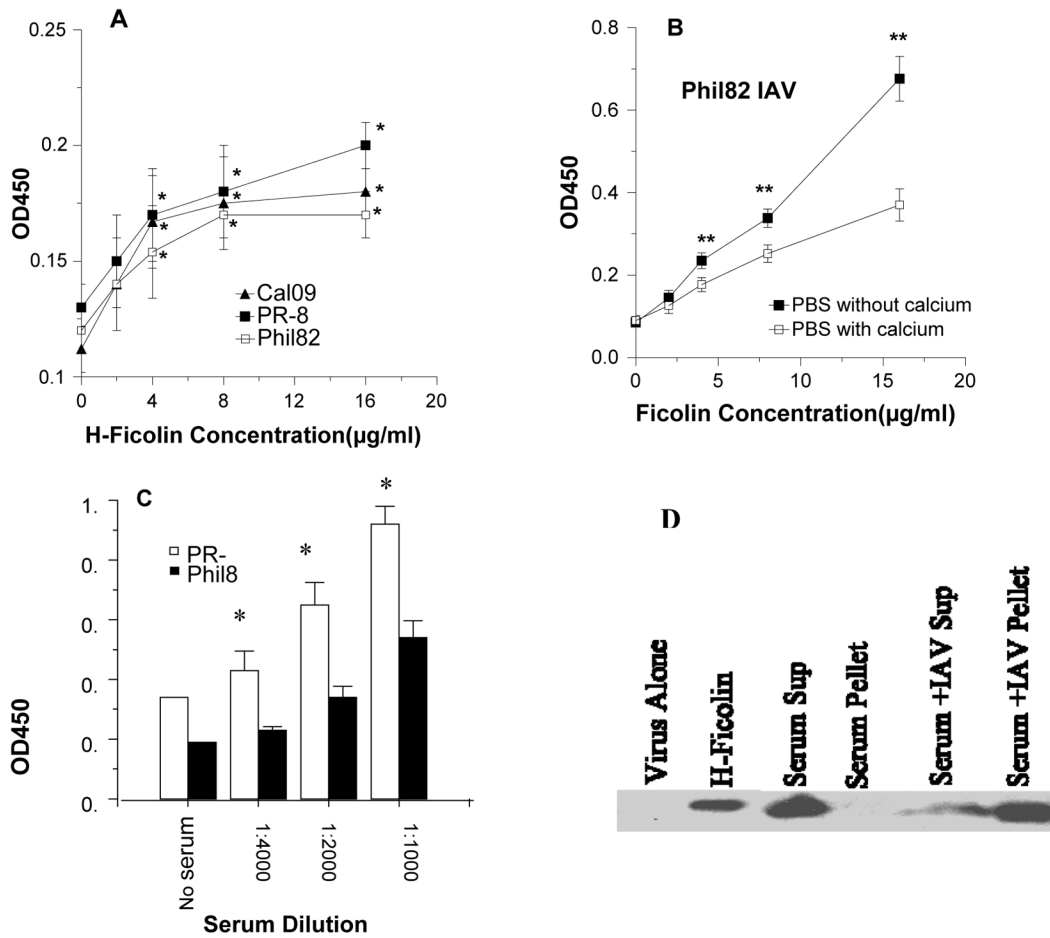 A
0.25
0.2
0.15
0.1
OD450
* * * * * * * * *
Cal09
PR-8
Phil82
0 4 8 12 16 20
H-Ficolin Concentration(µg/ml)
B
0.8
0.6
0.4
0.2
0.0
OD450
Phil82 IAV
** ** **
PBS without calcium
PBS with calcium
0 5 10 15 20
Ficolin Concentration(µg/ml)
C
1.
0.
0.
0.
0.
0.
OD450
* * *
PR-
Phil8
No serum
1:4000
1:2000
1:1000
Serum Dilution
D
Virus Alone
H-Ficolin
Serum Sup
Serum Pellet
Serum +IAV Sup
Serum +IAV Pellet